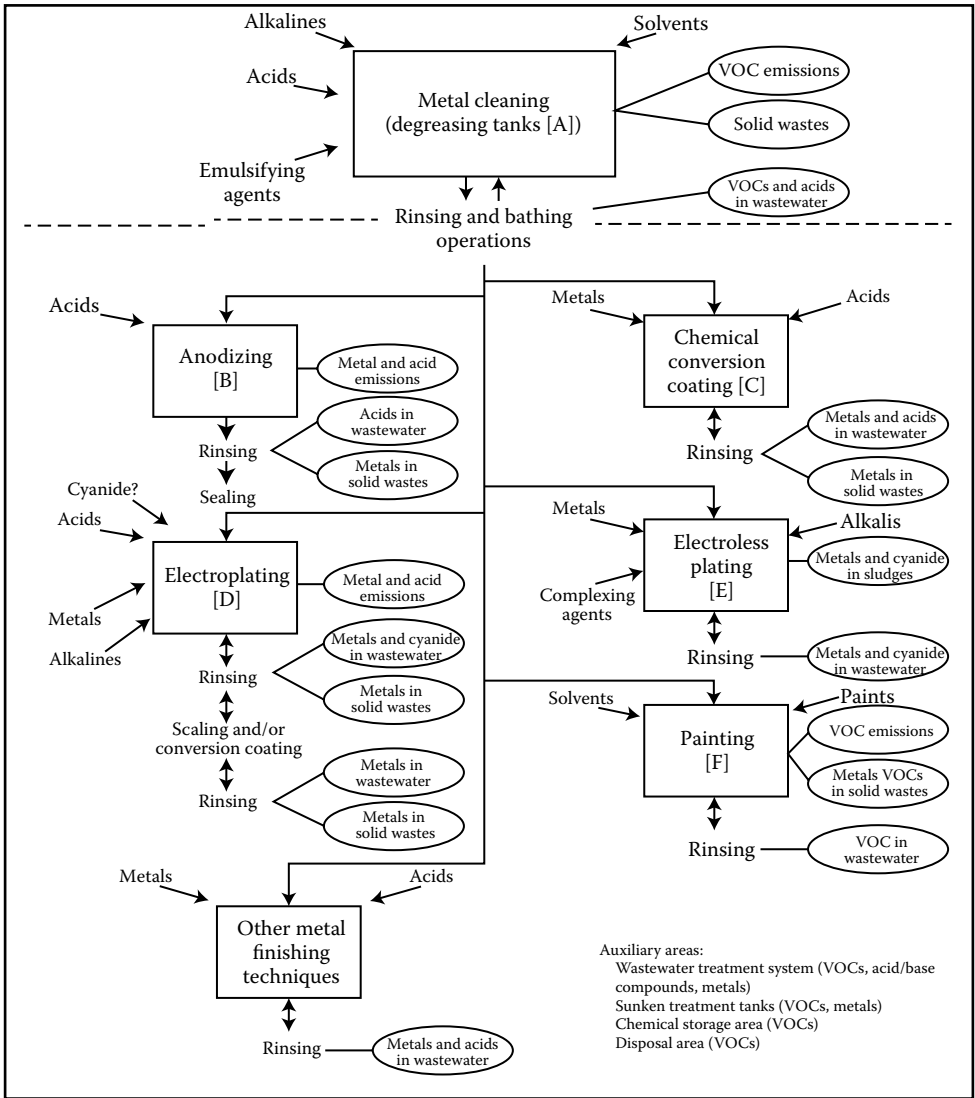 Alkalines
Solvents
Acids
Metal cleaning
(degreasing tanks [A])
VOC emissions
Solid wastes
Emulsifying
agents
VOCs and acids
in wastewater
Rinsing and bathing
operations
Acids
Anodizing
[B]
Metal and acid
emissions
Rinsing
Acids in
wastewater
Metals in
solid wastes
Sealing
Metals
Acids
Chemical
conversion
coating [C]
Rinsing
Metals and acids
in wastewater
Metals in
solid wastes
Cyanide?
Acids
Metals
Alkalines
Electroplating
[D]
Metal and acid
emissions
Rinsing
Metals and cyanide
in wastewater
Metals in
solid wastes
Scaling and/or
conversion coating
Rinsing
Metals in
wastewater
Metals in
solid wastes
Metals
Alkalis
Complexing
agents
Electroless
plating
[E]
Metals and cyanide
in sludges
Rinsing
Metals and cyanide
in wastewater
Solvents
Paints
Painting
[F]
VOC emissions
Metals VOCs
in solid wastes
Rinsing
VOC in
wastewater
Metals
Acids
Other metal
finishing
techniques
Rinsing
Metals and acids
in wastewater
Auxiliary areas:
Wastewater treatment system (VOCs, acid/base
compounds, metals)
Sunken treatment tanks (VOCs, metals)
Chemical storage area (VOCs)
Disposal area (VOCs)